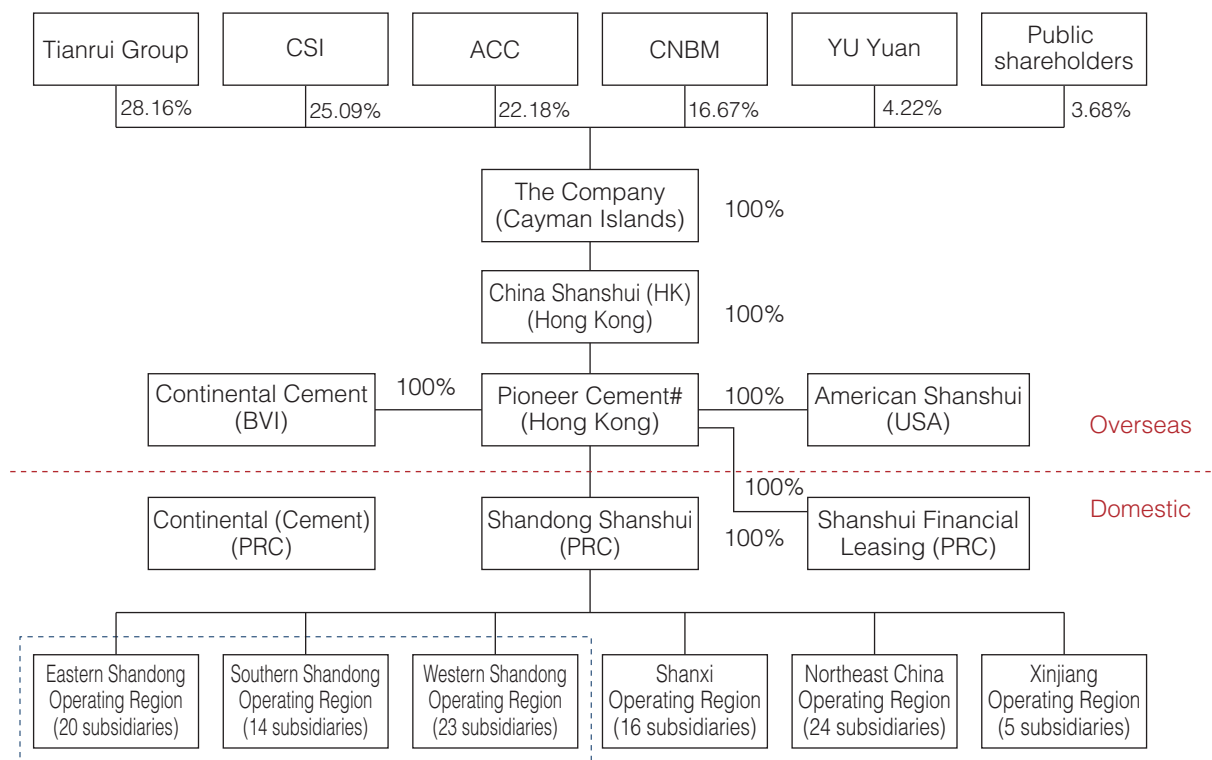 Tianrui Group
CSI
ACC
CNBM
YU Yuan
Public
shareholders
28.16%
25.09%
22.18%
16.67%
4.22%
3.68%
The Company
(Cayman Islands)
100%
China Shanshui (HK)
(Hong Kong)
100%
Continental Cement
(BVI)
100%
Pioneer Cement#
(Hong Kong)
100%
American Shanshui
(USA)
Overseas
Domestic
Continental (Cement)
(PRC)
Shandong Shanshui
(PRC)
100%
100%
Shanshui Financial
Leasing (PRC)
Eastern Shandong
Operating Region
(20 subsidiaries)
Southern Shandong
Operating Region
(14 subsidiaries)
Western Shandong
Operating Region
(23 subsidiaries)
Shanxi
Operating Region
(16 subsidiaries)
Northeast China
Operating Region
(24 subsidiaries)
Xinjiang
Operating Region
(5 subsidiaries)